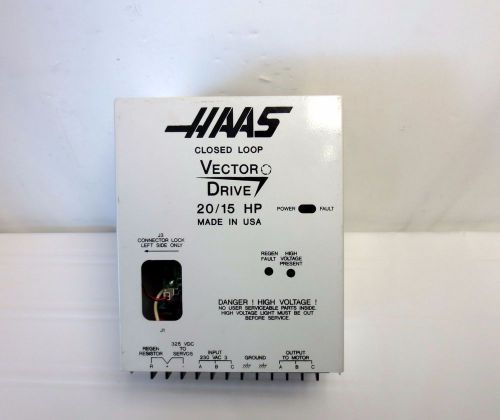 HAAS
CLOSED LOOP
VECTOR
DRIVE
20/15 HP
MADE IN USA
POWER FAULT
J3
CONNECTOR LOCK
LEFT SIDE ONLY
REGEN FAULT
HIGH VOLTAGE PRESENT
DANGER ! HIGH VOLTAGE !
NO USER SERVICEABLE PARTS INSIDE.
HIGH VOLTAGE LIGHT MUST BE OUT
BEFORE SERVICE.
J1
REGEN RESISTOR
325 VDC TO SERVOS
INPUT
230 VAC 3
GROUND
OUTPUT
TO MOTOR
R + - A B C A B C